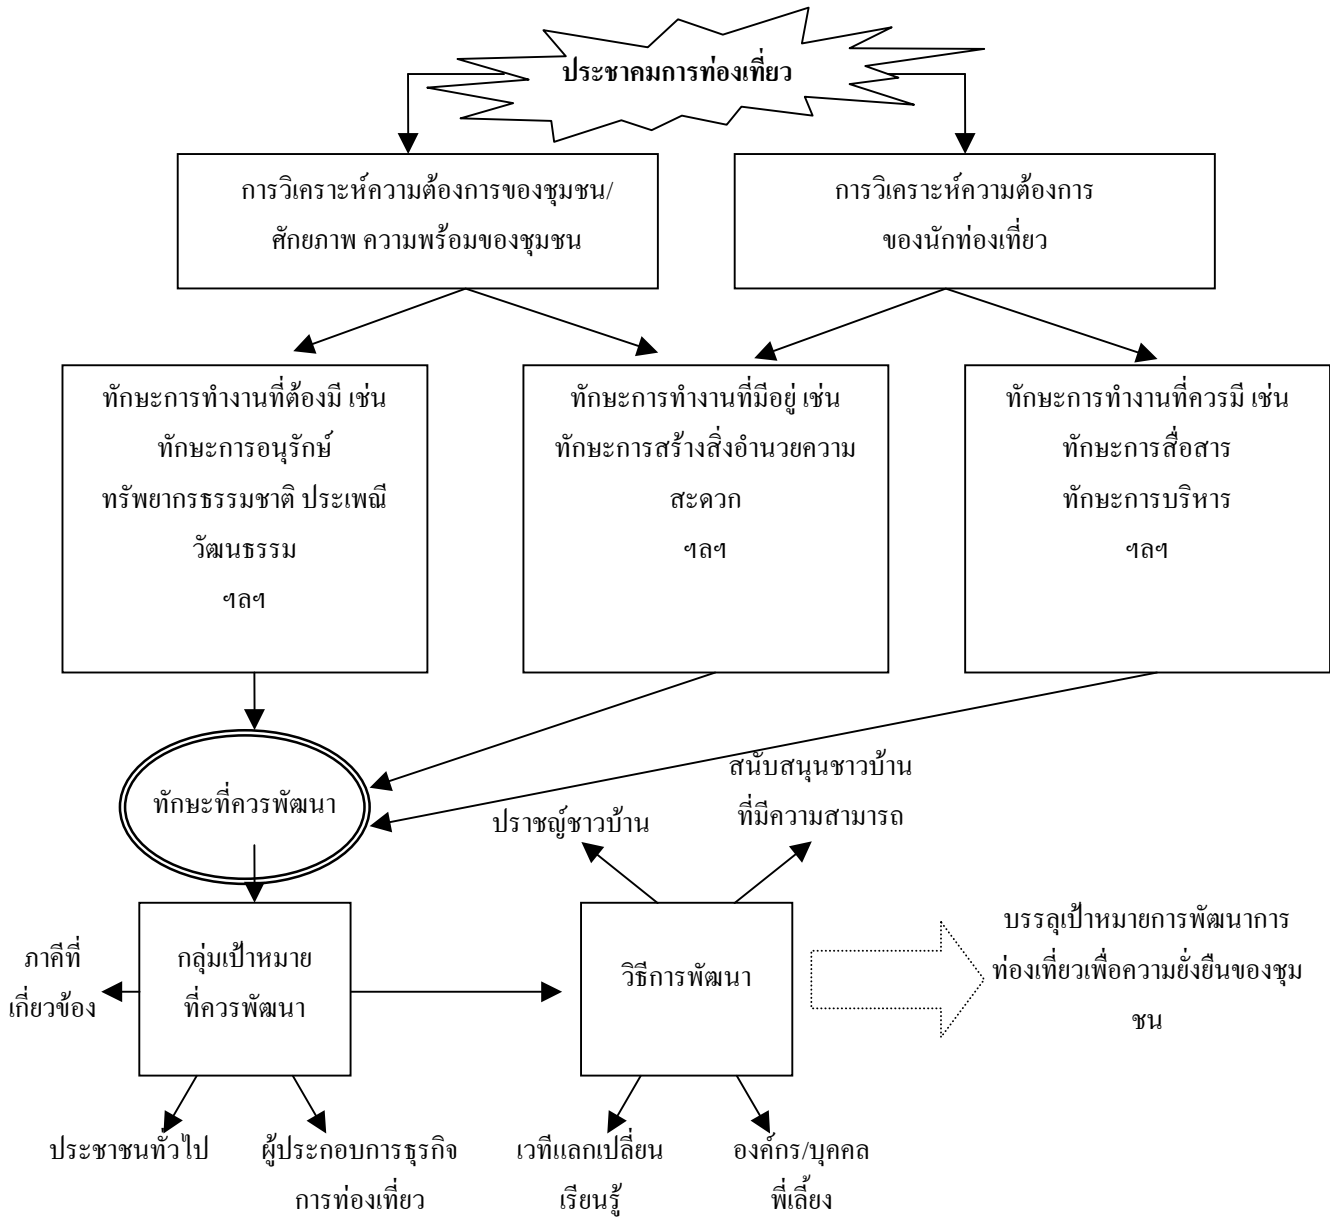 ประชาคมการท่องเที่ยว
การวิเคราะห์ความต้องการของชุมชน/
ศักยภาพ ความพร้อมของชุมชน
การวิเคราะห์ความต้องการ
ของนักท่องเที่ยว
ทักษะการทำงานที่ต้องมี เช่น
ทักษะการอนุรักษ์
ทรัพยากรธรรมชาติ ประเพณี
วัฒนธรรม
ฯลฯ
ทักษะการทำงานที่มีอยู่ เช่น
ทักษะการสร้างสิ่งอำนวยความ
สะดวก
ฯลฯ
ทักษะการทำงานที่ควรมี เช่น
ทักษะการสื่อสาร
ทักษะการบริหาร
ฯลฯ
ทักษะที่ควรพัฒนา
ปราชญ์ชาวบ้าน
สนับสนุนชาวบ้าน
ที่มีความสามารถ
ภาคีที่
เกี่ยวข้อง
กลุ่มเป้าหมาย
ที่ควรพัฒนา
วิธีการพัฒนา
บรรลุเป้าหมายการพัฒนาการ
ท่องเที่ยวเพื่อความยั่งยืนของชุม
ชน
ประชาชนทั่วไป
ผู้ประกอบการธุรกิจ
การท่องเที่ยว
เวทีแลกเปลี่ยน
เรียนรู้
องค์กร/บุคคล
พี่เลี้ยง